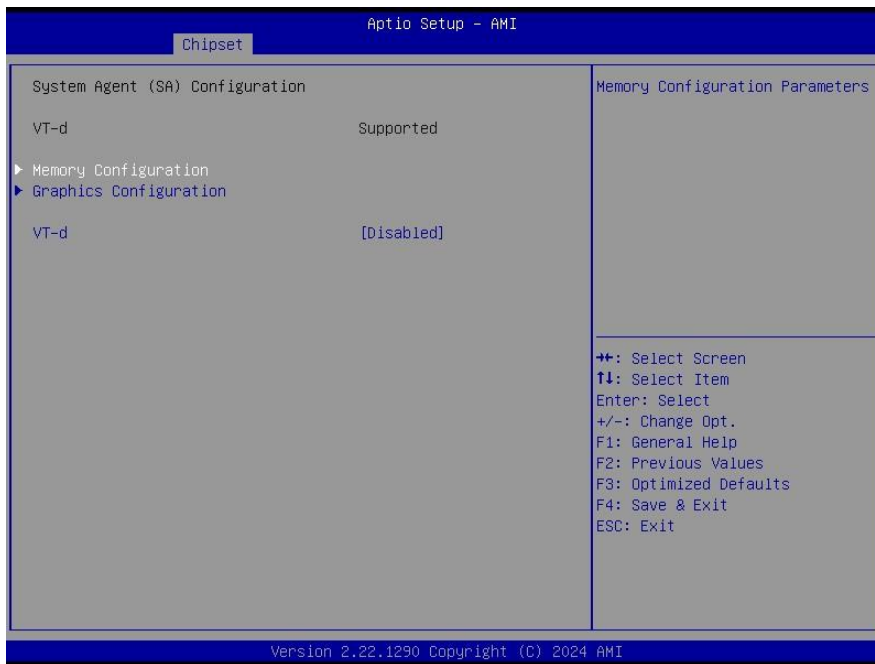 Aptio Setup - AMI
Chipset
System Agent (SA) Configuration
VT-d Supported
▶ Memory Configuration
▶ Graphics Configuration
VT-d [Disabled]
Memory Configuration Parameters
→←: Select Screen
↑↓: Select Item
Enter: Select
+/-: Change Opt.
F1: General Help
F2: Previous Values
F3: Optimized Defaults
F4: Save & Exit
ESC: Exit
Version 2.22.1290 Copyright (C) 2024 AMI